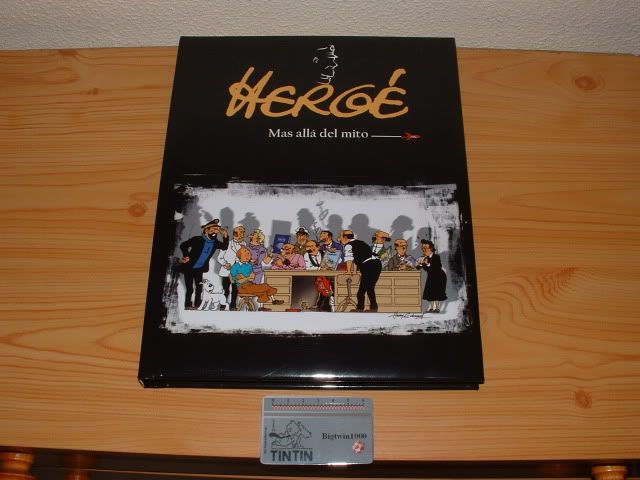 HERGÉ
Mas allá del mito
TINTIN
Bigtwin1000